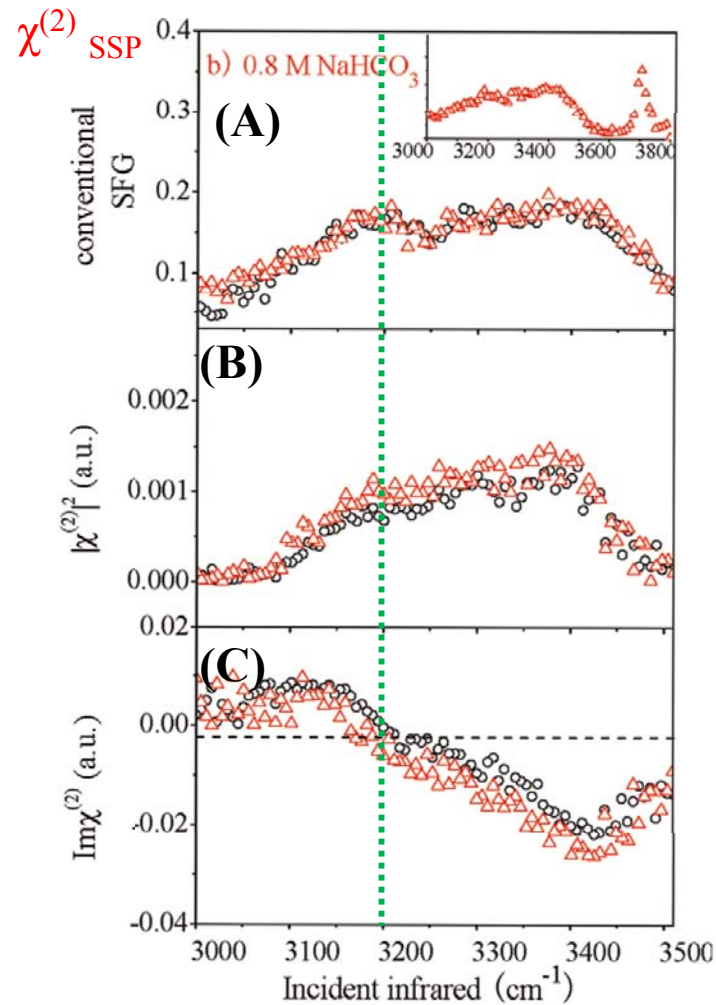 χ(2) SSP
b) 0.8 M NaHCO3
(A)
conventional
SFG
0.4
0.3
0.2
0.1
3000 3200 3400 3600 3800
(B)
|χ(2)|2 (a.u.)
0.002
0.001
0.000
(C)
Imχ(2) (a.u.)
0.02
0.00
-0.02
-0.04
3000 3100 3200 3300 3400 3500
Incident infrared (cm-1)